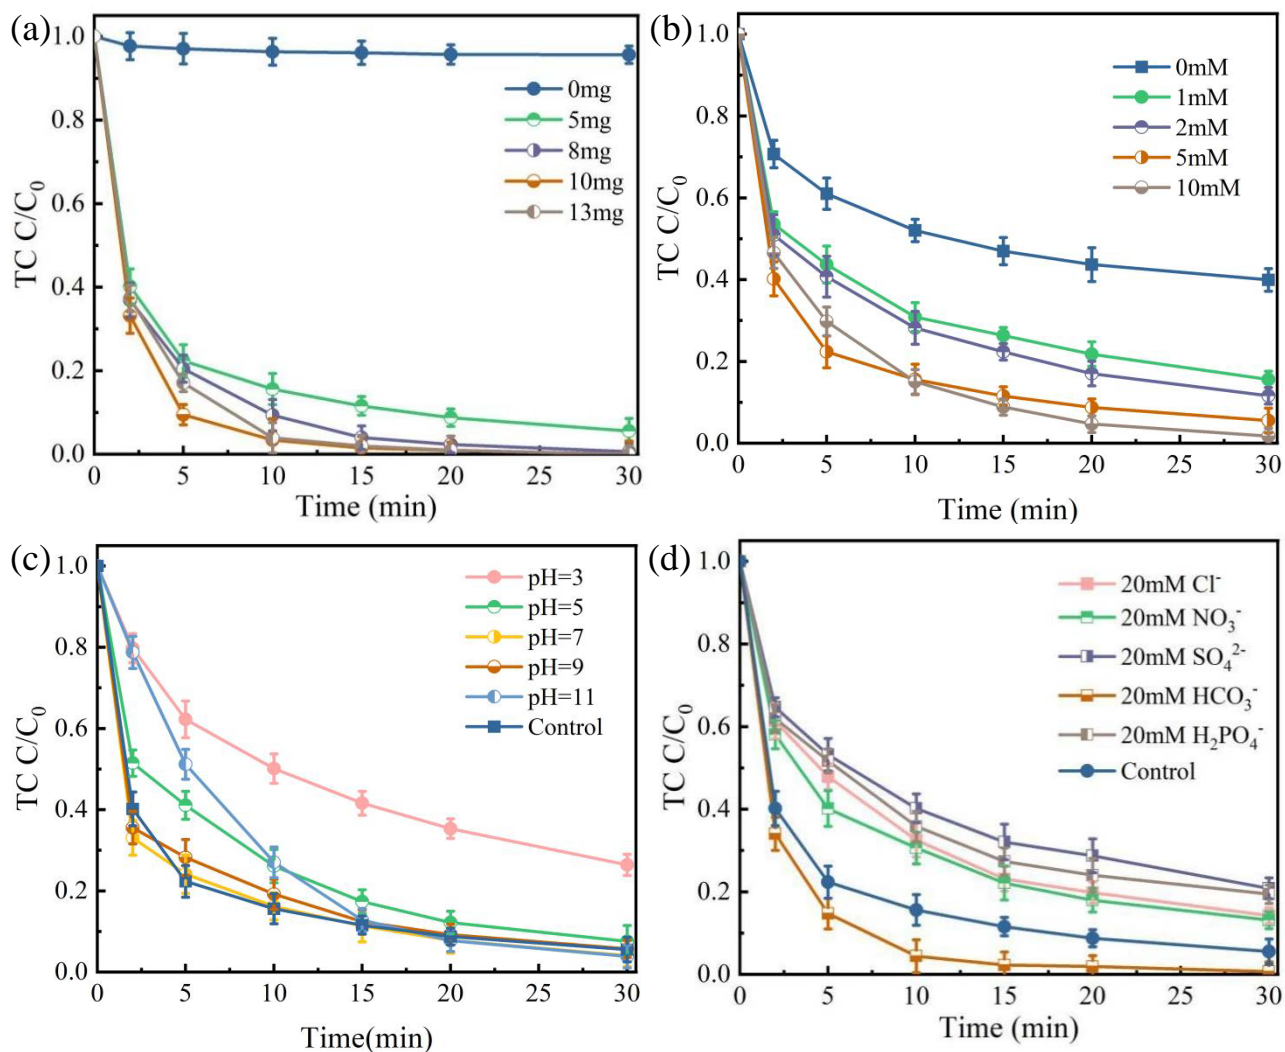 (a)
1.0
0.8
0.6
0.4
0.2
0.0
TC C/C₀
0 5 10 15 20 25 30
Time (min)
0mg
5mg
8mg
10mg
13mg
(b)
1.0
0.8
0.6
0.4
0.2
0.0
TC C/C₀
0 5 10 15 20 25 30
Time (min)
0mM
1mM
2mM
5mM
10mM
(c)
1.0
0.8
0.6
0.4
0.2
0.0
TC C/C₀
0 5 10 15 20 25 30
Time(min)
pH=3
pH=5
pH=7
pH=9
pH=11
Control
(d)
1.0
0.8
0.6
0.4
0.2
0.0
TC C/C₀
0 5 10 15 20 25 30
Time (min)
20mM Cl⁻
20mM NO₃⁻
20mM SO₄²⁻
20mM HCO₃⁻
20mM H₂PO₄⁻
Control